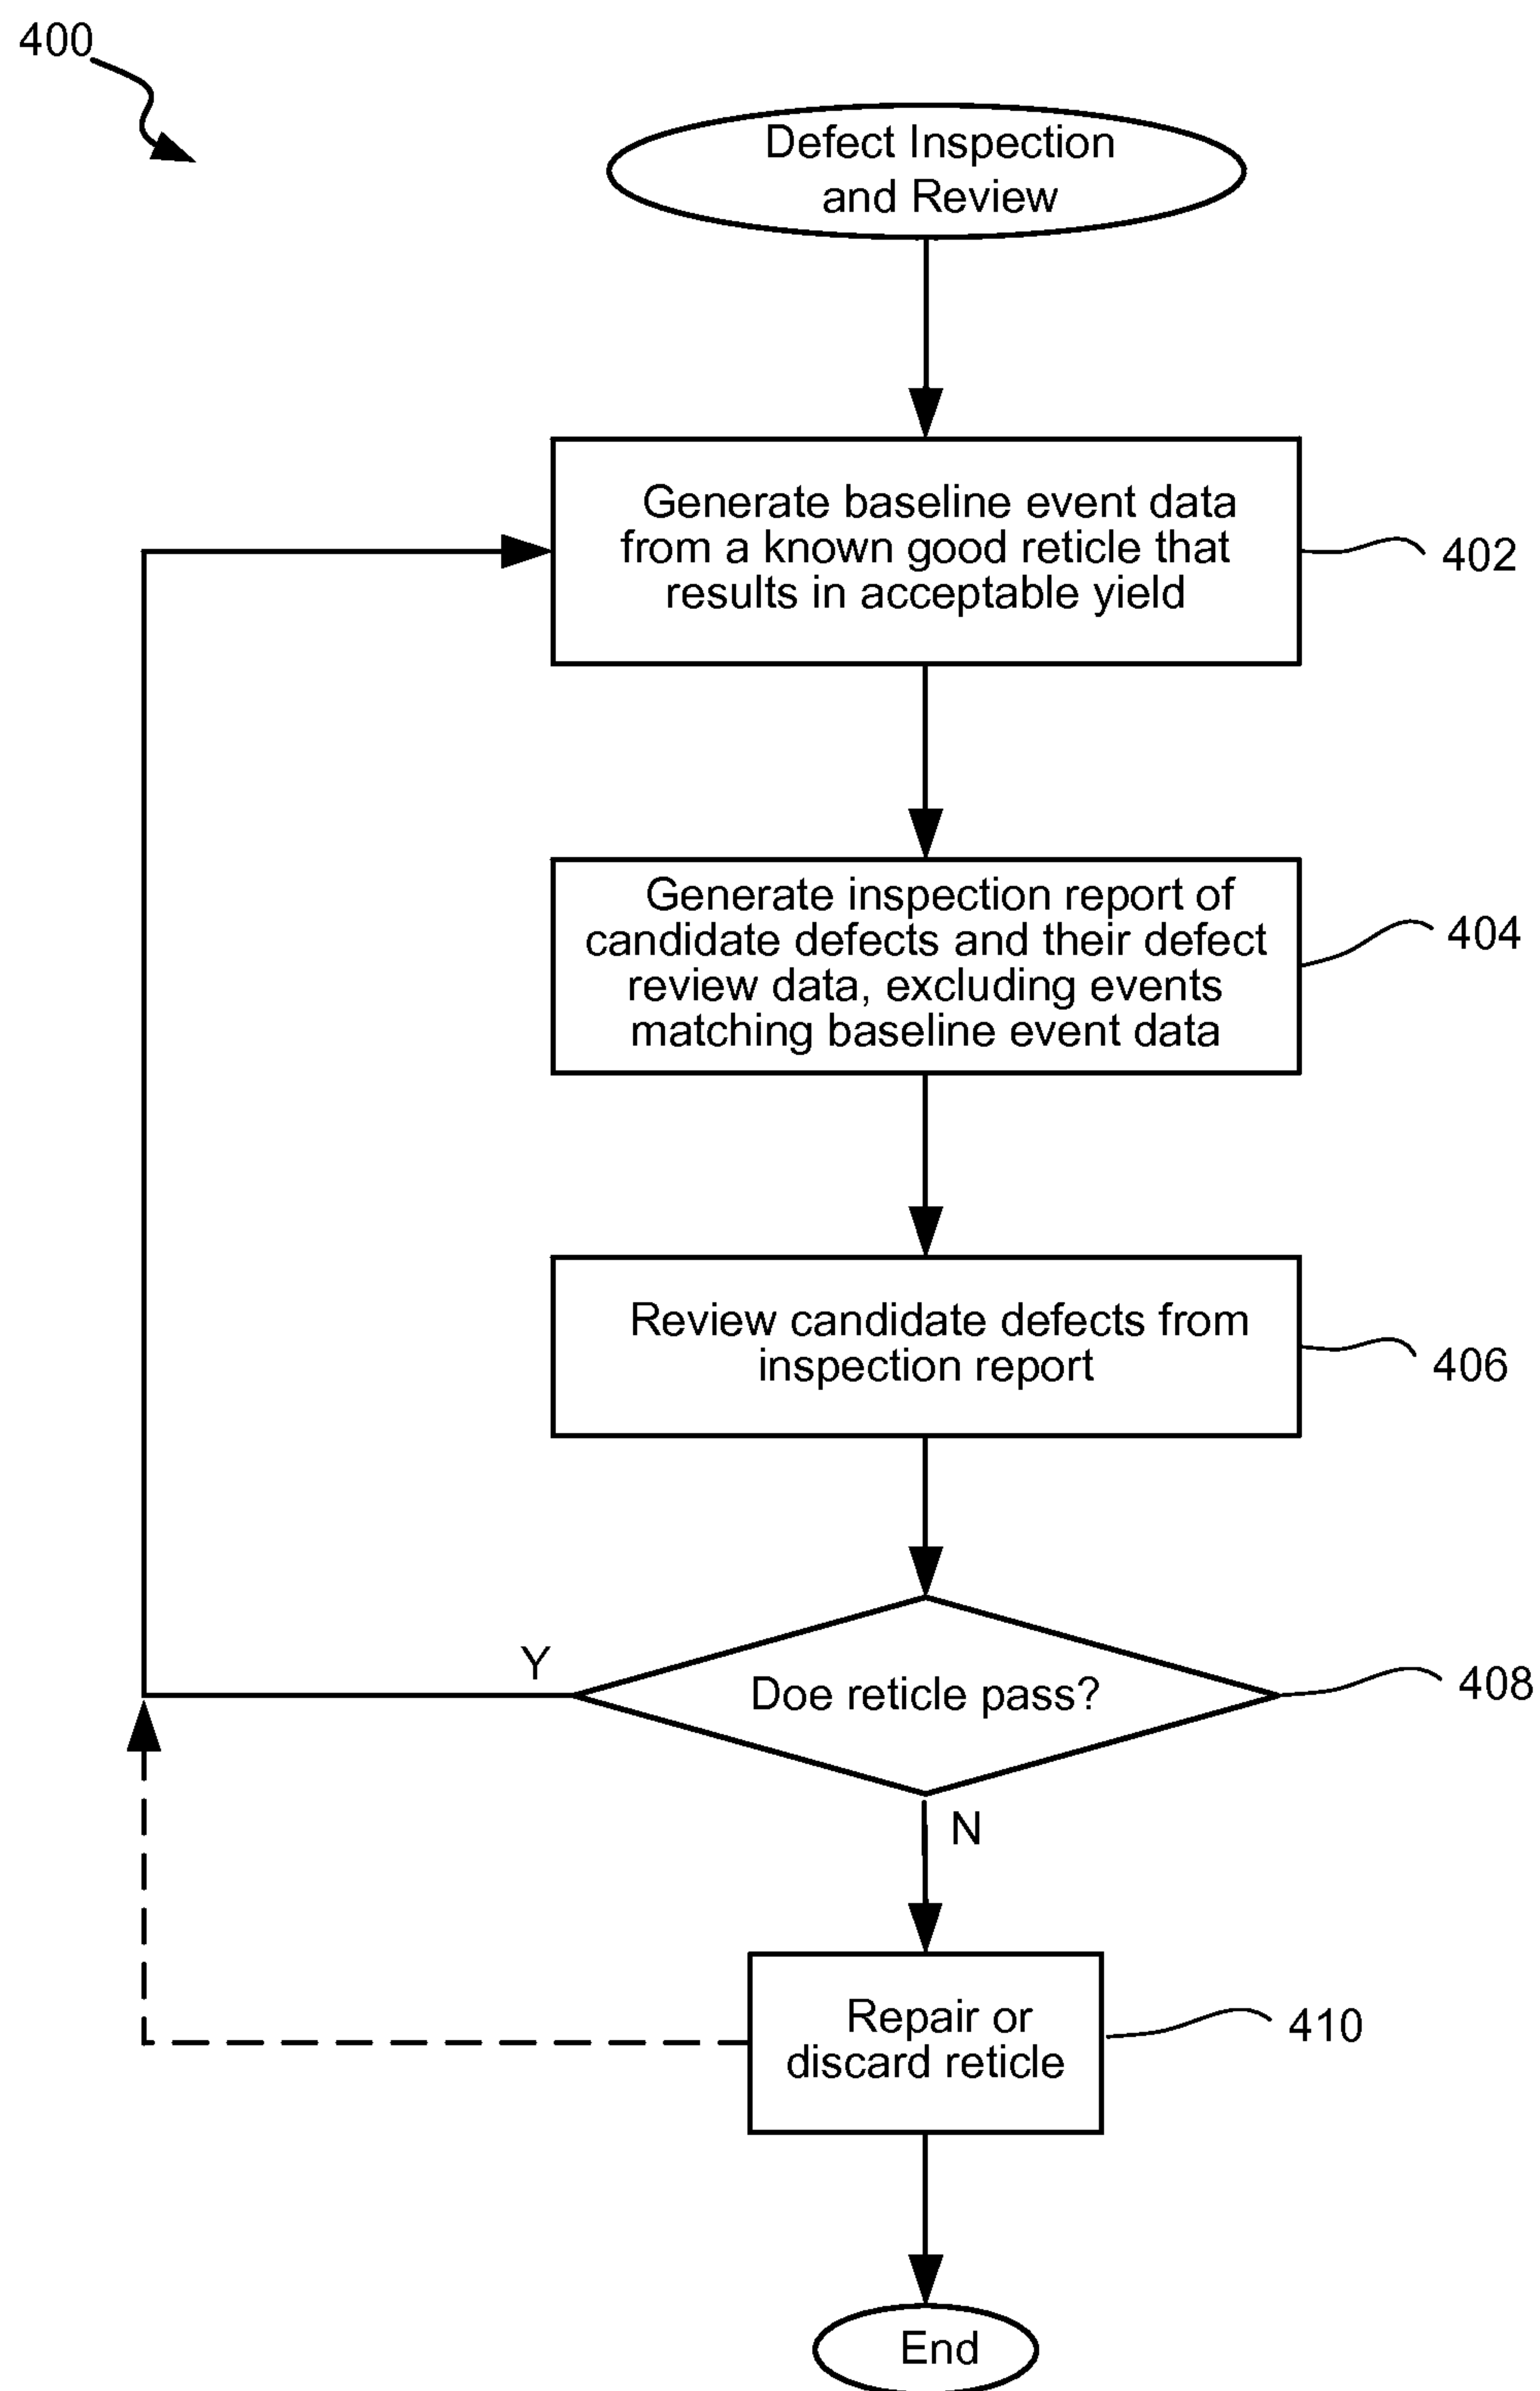 400
Defect Inspection
and Review
Generate baseline event data
from a known good reticle that
results in acceptable yield
402
Generate inspection report of
candidate defects and their defect
review data, excluding events
matching baseline event data
404
Review candidate defects from
inspection report
406
Y
Doe reticle pass?
408
N
Repair or
discard reticle
410
End